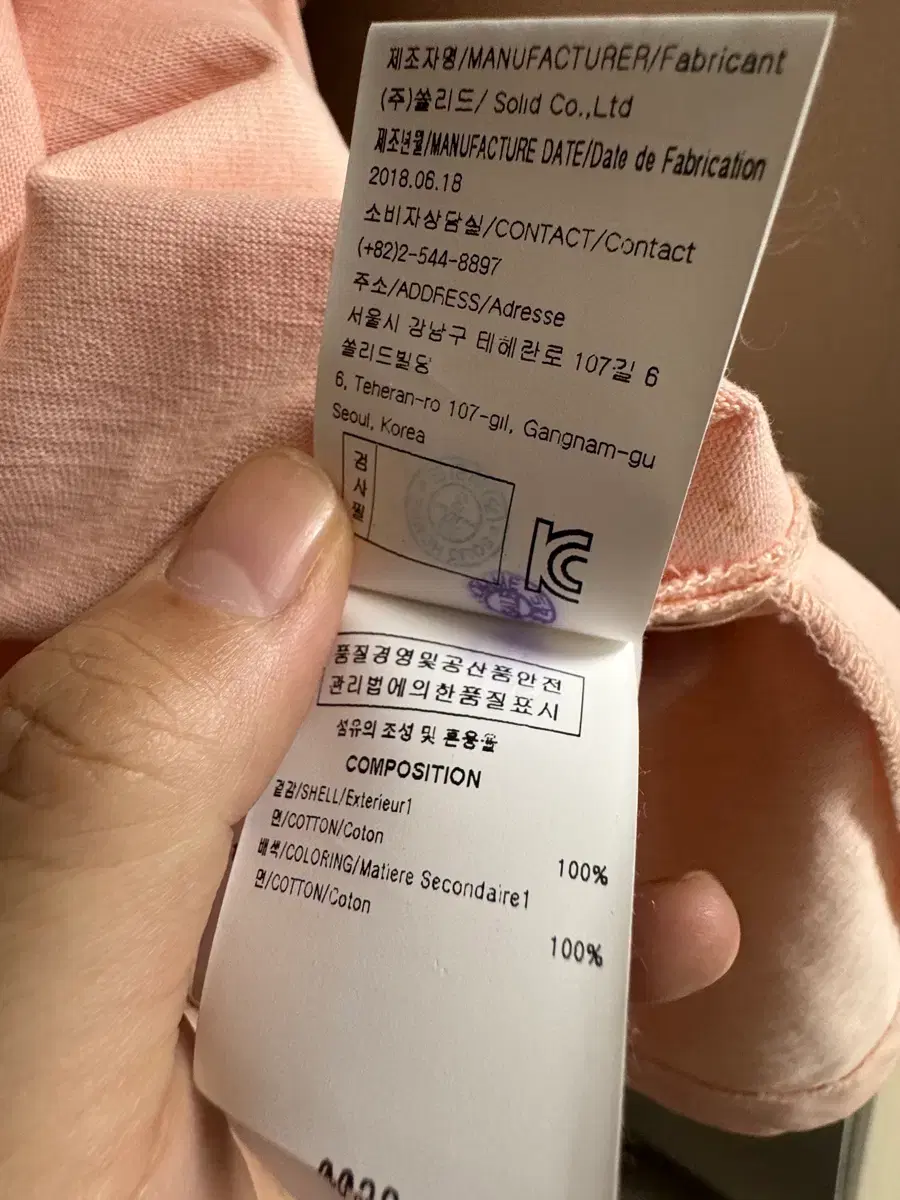 제조자명/MANUFACTURER/Fabricant
(주)쏠리드/ Solid Co.,Ltd
제조년월/MANUFACTURE DATE/Date de Fabrication
2018.06.18
소비자상담실/CONTACT/Contact
(+82)2-544-8897
주소/ADDRESS/Adresse
서울시 강남구 테헤란로 107길 6
쏠리드빌딩
6, Teheran-ro 107-gil, Gangnam-gu
Seoul, Korea
검사필
KC
품질경영및공산품안전
관리법에의한품질표시
섬유의 조성 및 혼용율
COMPOSITION
겉감/SHELL/Exterieur1
면/COTTON/Coton 100%
배색/COLORING/Matiere Secondaire1
면/COTTON/Coton 100%